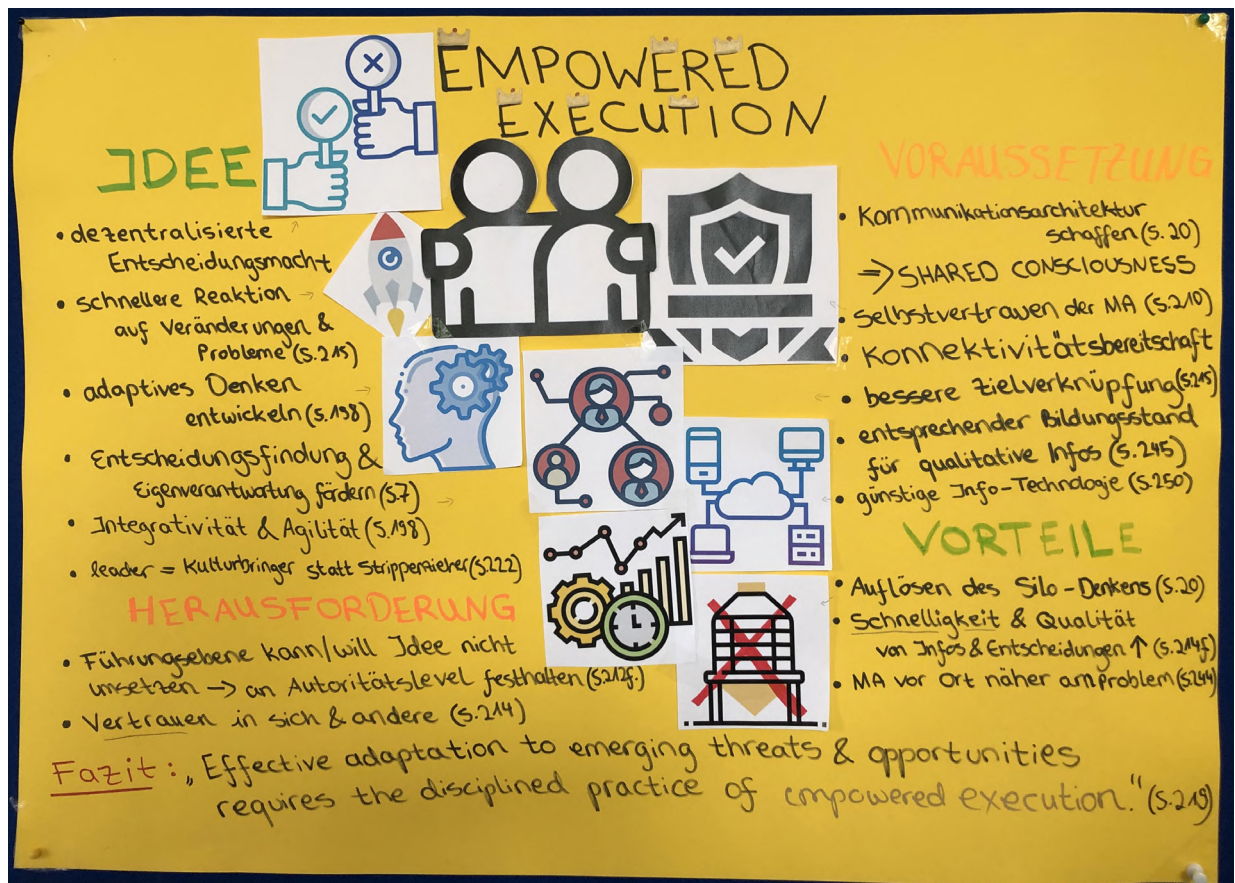 EMPOWERED
EXECUTION
IDEE
• dezentralisierte
Entscheidungsmacht
• schnellere Reaktion
auf Veränderungen &
Probleme (S.215)
• adaptives Denken
entwickeln (S.198)
• Entscheidungsfindung &
Eigenverantwortung fördern (S.7)
• Integrativität & Agilität (S.198)
• leader = Kulturbringer statt Strippenzieher (S.222)
HERAUSFORDERUNG
• Führungsebene kann/will Idee nicht
umsetzen → an Autoritätslevel festhalten (S.212f.)
• Vertrauen in sich & andere (S.214)
VORAUSSETZUNG
• Kommunikationsarchitektur
schaffen (S.20)
⇒ SHARED CONSCIOUSNESS
• Selbstvertrauen der MA (S.210)
• Konnektivitätsbereitschaft
• bessere Zielverknüpfung (S.215)
• entsprechender Bildungsstand
für qualitative Infos (S.245)
• günstige Info-Technologie (S.250)
VORTEILE
• Auflösen des Silo-Denkens (S.20)
• Schnelligkeit & Qualität
von Infos & Entscheidungen ↑ (S.214f)
• MA vor Ort näher am Problem (S.244)
Fazit: „Effective adaptation to emerging threats & opportunities
requires the disciplined practice of empowered execution." (S.219)